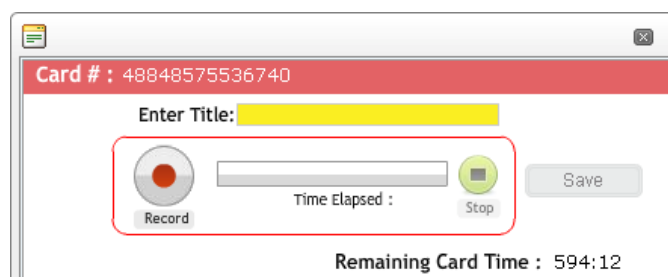 Card # : 48848575536740
Enter Title:
Time Elapsed :
Record
Stop
Save
Remaining Card Time : 594:12